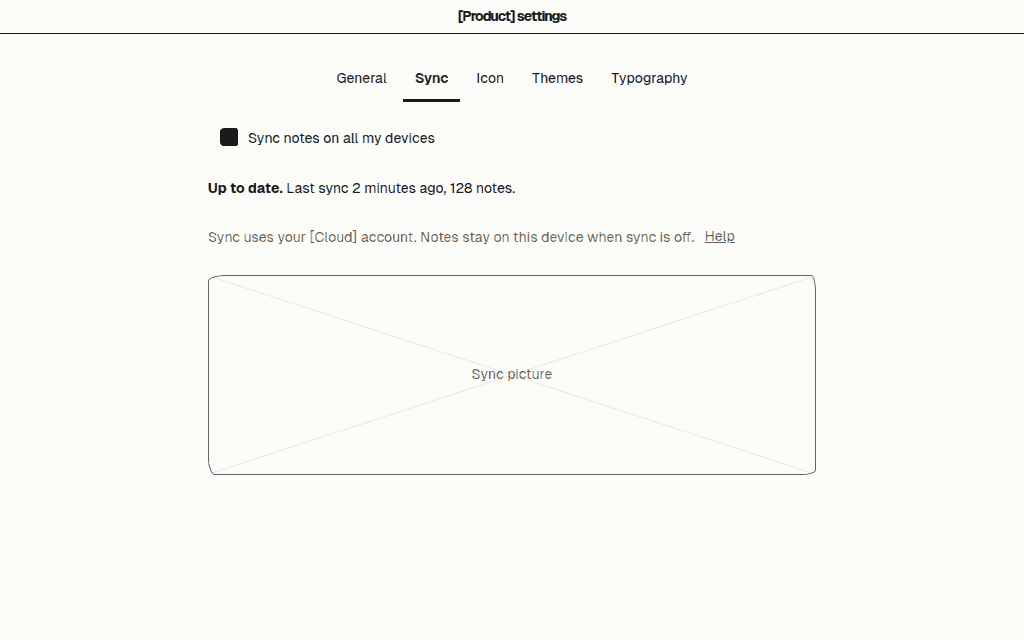 [Product] settings
General Sync Icon Themes Typography
Sync notes on all my devices
Up to date. Last sync 2 minutes ago, 128 notes.
Sync uses your [Cloud] account. Notes stay on this device when sync is off. Help
Sync picture